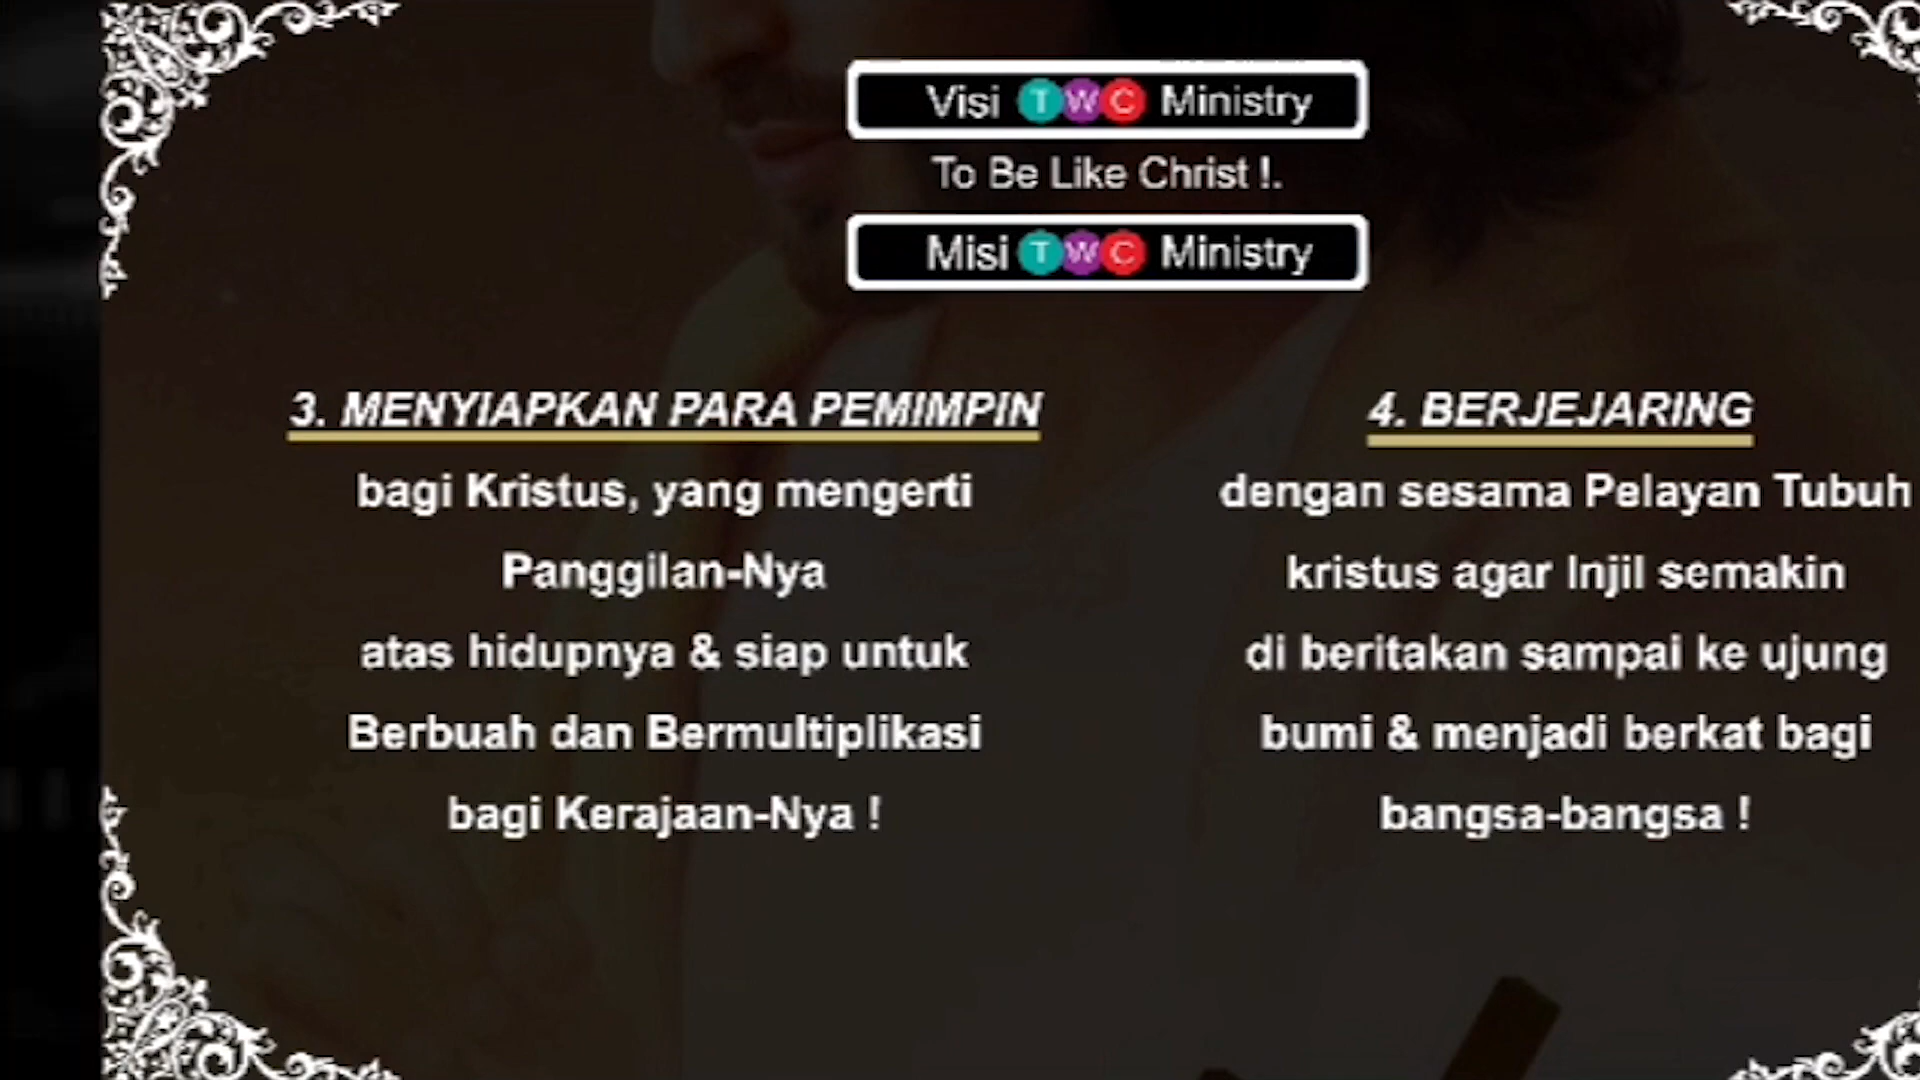 Visi TWC Ministry
To Be Like Christ !.
Misi TWC Ministry
3. MENYIAPKAN PARA PEMIMPIN
bagi Kristus, yang mengerti
Panggilan-Nya
atas hidupnya & siap untuk
Berbuah dan Bermultiplikasi
bagi Kerajaan-Nya !
4. BERJEJARING
dengan sesama Pelayan Tubuh
kristus agar Injil semakin
di beritakan sampai ke ujung
bumi & menjadi berkat bagi
bangsa-bangsa !